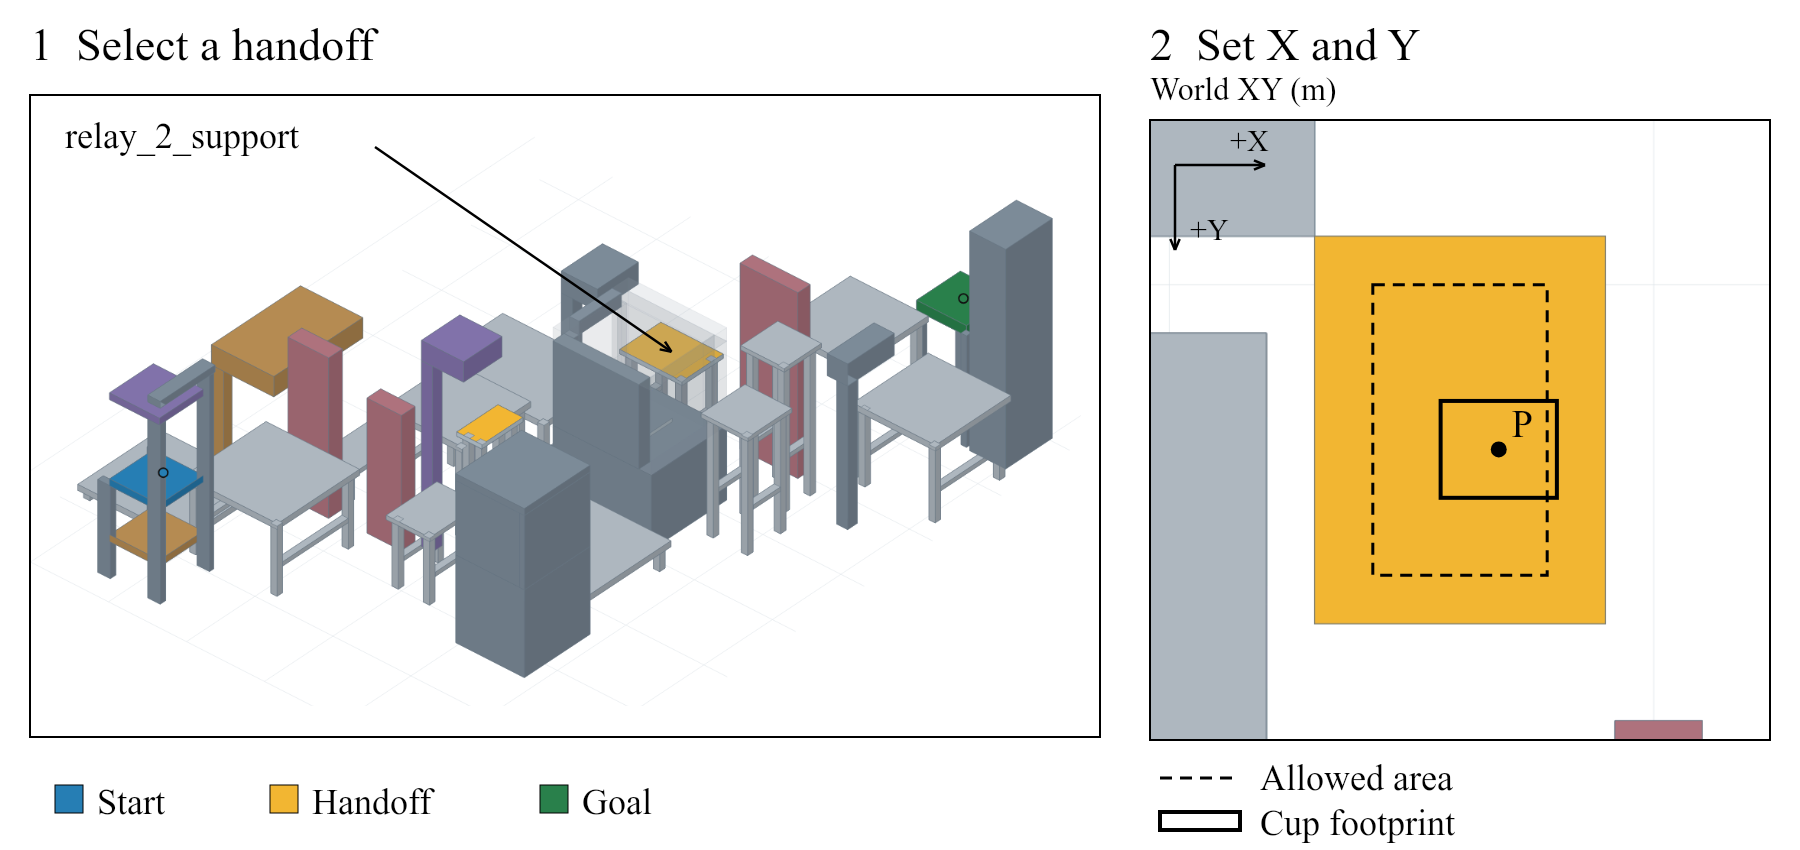 1 Select a handoff
relay_2_support
Start
Handoff
Goal
2 Set X and Y
World XY (m)
+X
+Y
P
Allowed area
Cup footprint